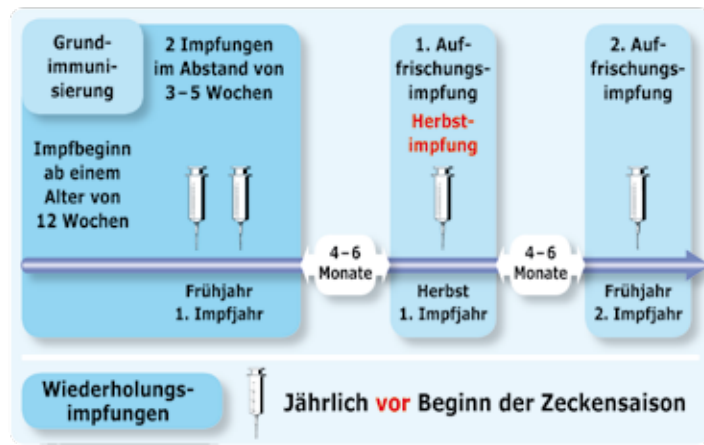 Grund-
immuni-
sierung
2 Impfungen
im Abstand von
3–5 Wochen
Impfbeginn
ab einem
Alter von
12 Wochen
Frühjahr
1. Impfjahr
4–6
Monate
1. Auf-
frischungs-
impfung
Herbst-
impfung
Herbst
1. Impfjahr
4–6
Monate
2. Auf-
frischungs-
impfung
Frühjahr
2. Impfjahr
Wiederholungs-
impfungen
Jährlich vor Beginn der Zeckensaison